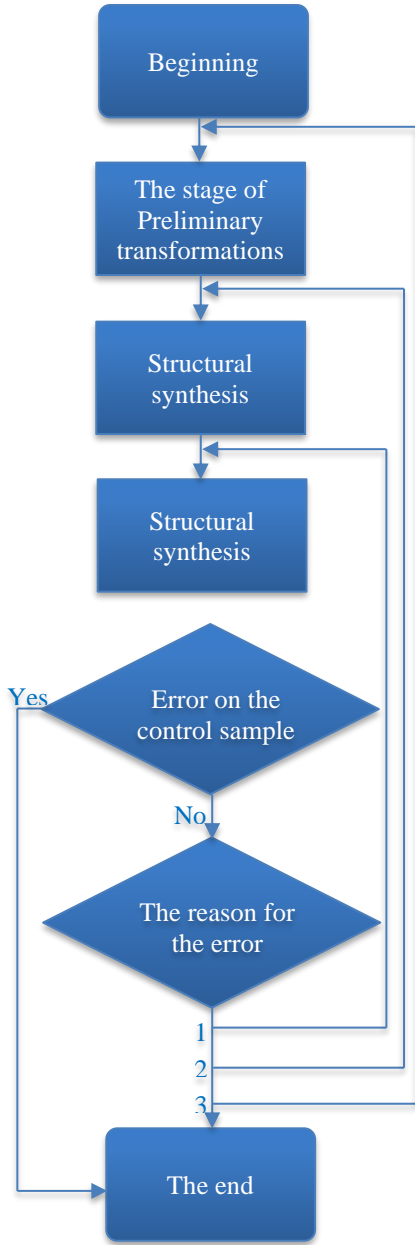 Beginning
The stage of
Preliminary
transformations
Structural
synthesis
Structural
synthesis
Yes
Error on the
control sample
No
The reason for
the error
1
2
3
The end